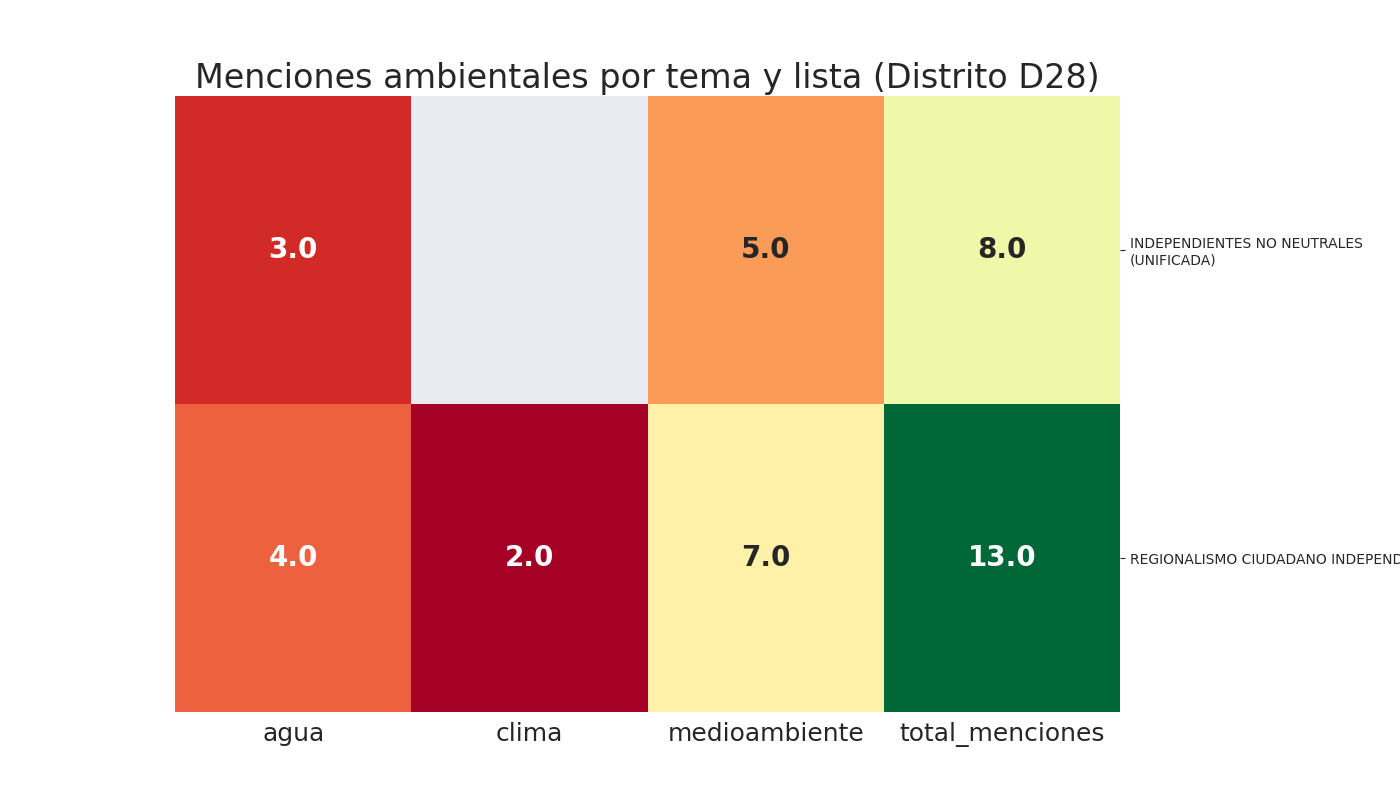 Menciones ambientales por tema y lista (Distrito D28)
3.0 5.0 8.0
INDEPENDIENTES NO NEUTRALES
(UNIFICADA)
4.0 2.0 7.0 13.0
REGIONALISMO CIUDADANO INDEPEND
agua clima medioambiente total_menciones